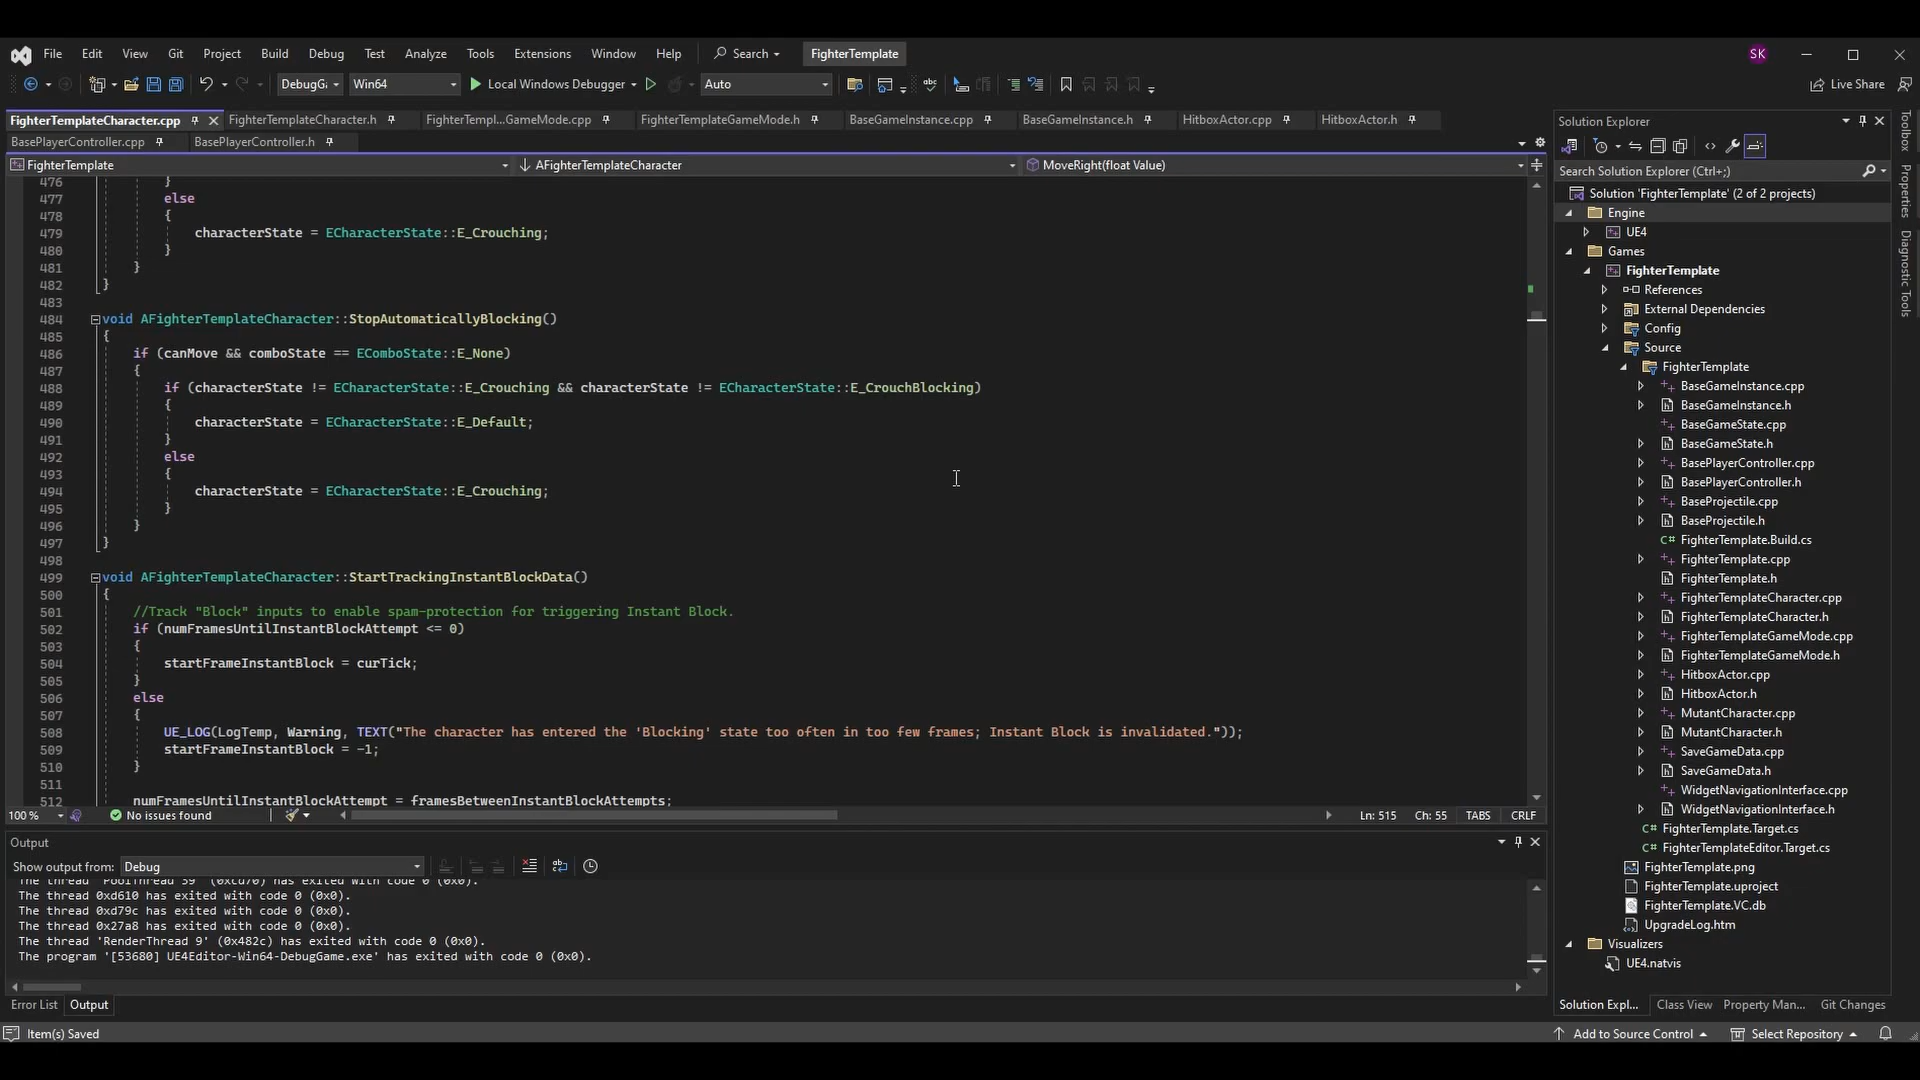 File Edit View Git Project Build Debug Test Analyze Tools Extensions Window Help Search FighterTemplate SK
DebugG Win64 Local Windows Debugger Auto Live Share
FighterTemplateCharacter.cpp FighterTemplateCharacter.h FighterTempl...GameMode.cpp FighterTemplateGameMode.h BaseGameInstance.cpp BaseGameInstance.h HitboxActor.cpp HitboxActor.h
BasePlayerController.cpp BasePlayerController.h
FighterTemplate AFighterTemplateCharacter MoveRight(float Value)
476 }
477 else
478 {
479 characterState = ECharacterState::E_Crouching;
480 }
481 }
482 }
483
484 void AFighterTemplateCharacter::StopAutomaticallyBlocking()
485 {
486 if (canMove && comboState == EComboState::E_None)
487 {
488 if (characterState != ECharacterState::E_Crouching && characterState != ECharacterState::E_CrouchBlocking)
489 {
490 characterState = ECharacterState::E_Default;
491 }
492 else
493 {
494 characterState = ECharacterState::E_Crouching;
495 }
496 }
497 }
498
499 void AFighterTemplateCharacter::StartTrackingInstantBlockData()
500 {
501 //Track "Block" inputs to enable spam-protection for triggering Instant Block.
502 if (numFramesUntilInstantBlockAttempt <= 0)
503 {
504 startFrameInstantBlock = curTick;
505 }
506 else
507 {
508 UE_LOG(LogTemp, Warning, TEXT("The character has entered the 'Blocking' state too often in too few frames; Instant Block is invalidated."));
509 startFrameInstantBlock = -1;
510 }
511
512 numFramesUntilInstantBlockAttempt = framesBetweenInstantBlockAttempts;
100 % No issues found Ln: 515 Ch: 55 TABS CRLF
Output
Show output from: Debug
The thread 'PoolThread 39' (0xcd70) has exited with code 0 (0x0).
The thread 0xd610 has exited with code 0 (0x0).
The thread 0xd79c has exited with code 0 (0x0).
The thread 0x27a8 has exited with code 0 (0x0).
The thread 'RenderThread 9' (0x482c) has exited with code 0 (0x0).
The program '[53680] UE4Editor-Win64-DebugGame.exe' has exited with code 0 (0x0).
Error List Output
Item(s) Saved
Solution Explorer
Search Solution Explorer (Ctrl+;)
Solution 'FighterTemplate' (2 of 2 projects)
Engine
UE4
Games
FighterTemplate
References
External Dependencies
Config
Source
FighterTemplate
BaseGameInstance.cpp
BaseGameInstance.h
BaseGameState.cpp
BaseGameState.h
BasePlayerController.cpp
BasePlayerController.h
BaseProjectile.cpp
BaseProjectile.h
C# FighterTemplate.Build.cs
FighterTemplate.cpp
FighterTemplate.h
FighterTemplateCharacter.cpp
FighterTemplateCharacter.h
FighterTemplateGameMode.cpp
FighterTemplateGameMode.h
HitboxActor.cpp
HitboxActor.h
MutantCharacter.cpp
MutantCharacter.h
SaveGameData.cpp
SaveGameData.h
WidgetNavigationInterface.cpp
WidgetNavigationInterface.h
C# FighterTemplate.Target.cs
C# FighterTemplateEditor.Target.cs
FighterTemplate.png
FighterTemplate.uproject
FighterTemplate.VC.db
UpgradeLog.htm
Visualizers
UE4.natvis
Solution Expl... Class View Property Man... Git Changes
Add to Source Control Select Repository
Toolbox
Properties
Diagnostic Tools